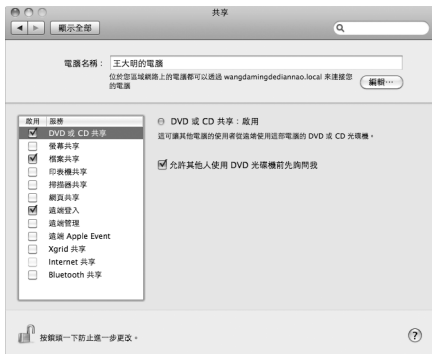 共享
顯示全部
電腦名稱： 王大明的電腦
位於您區域網路上的電腦都可以透過 wangdamingdediannao.local 來連接您
的電腦
編輯⋯
啟用 服務
DVD 或 CD 共享
螢幕共享
檔案共享
印表機共享
掃描器共享
網頁共享
遠端登入
遠端管理
遠端 Apple Event
Xgrid 共享
Internet 共享
Bluetooth 共享
DVD 或 CD 共享：啟用
這可讓其他電腦的使用者從遠端使用這部電腦的 DVD 或 CD 光碟機。
允許其他人使用 DVD 光碟機前先詢問我
按鎖頭一下防止進一步更改。
?